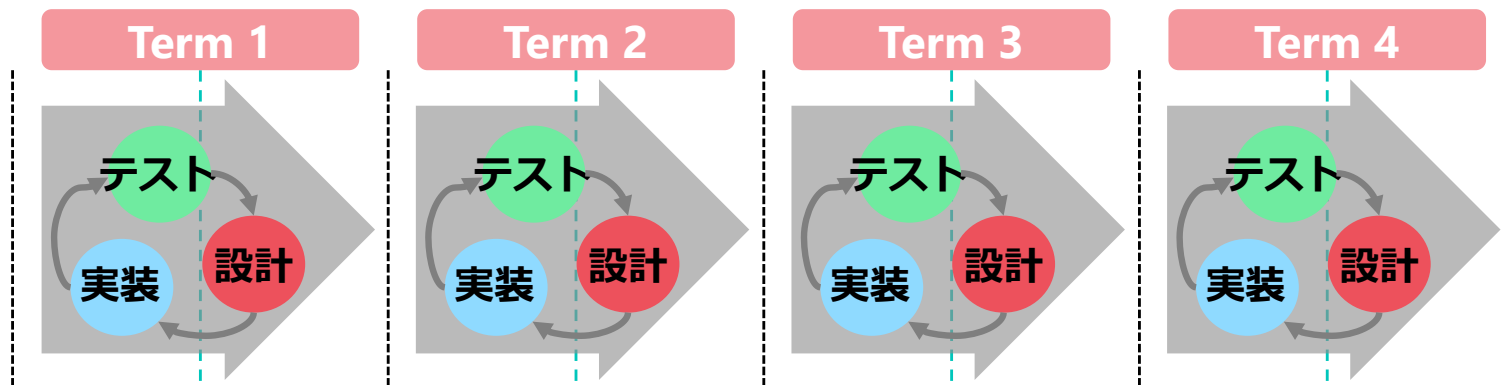 Term 1
Term 2
Term 3
Term 4
テスト
設計
実装
テスト
設計
実装
テスト
設計
実装
テスト
設計
実装